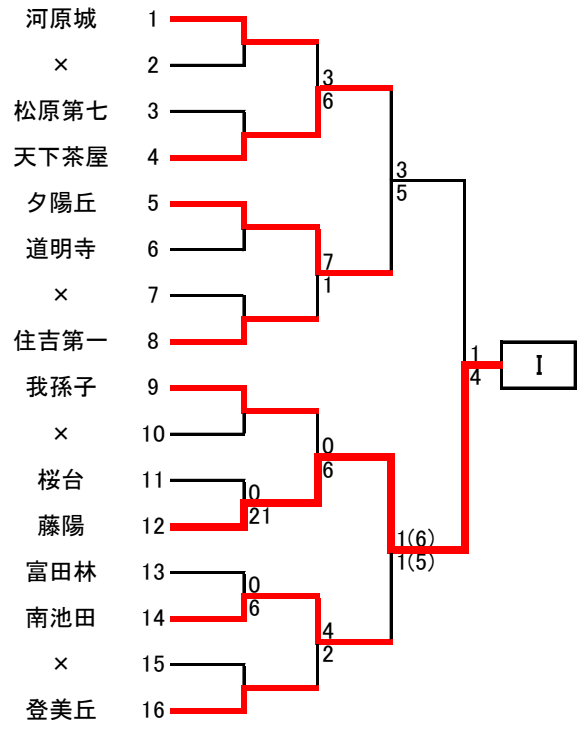 河原城 1
× 2
3
6
松原第七 3
天下茶屋 4
3
5
夕陽丘 5
道明寺 6
7
1
× 7
住吉第一 8
1
4
I
我孫子 9
× 10
0
6
桜台 11
0
21
藤陽 12
1(6)
1(5)
富田林 13
0
6
南池田 14
4
2
× 15
登美丘 16